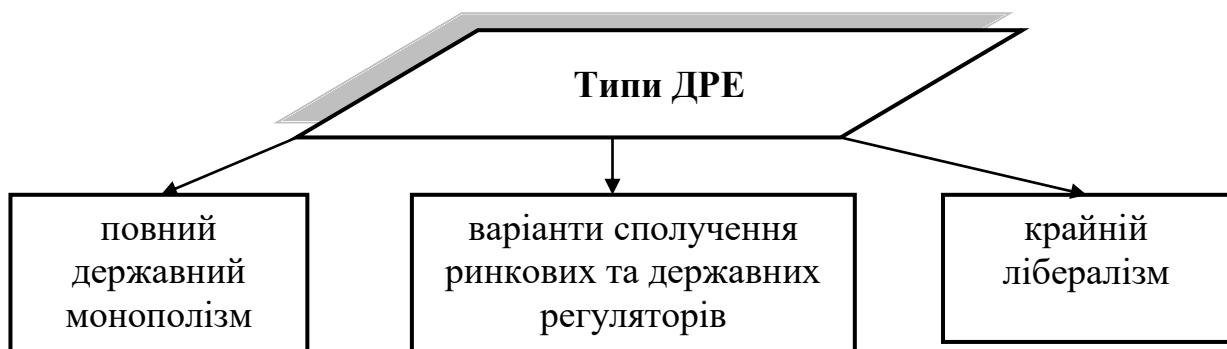 Типи ДРЕ
повний
державний
монополізм
варіанти сполучення
ринкових та державних
регуляторів
крайній
лібералізм